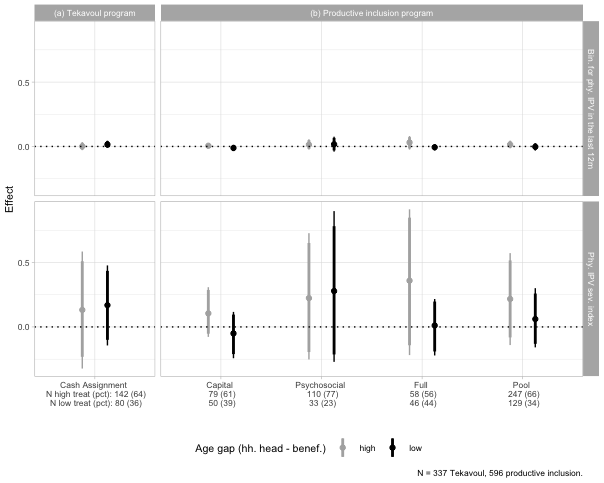 (a) Tekavoul program
(b) Productive inclusion program
0.5
0.0
Bin. for phy. IPV in the last 12m
Effect
0.5
0.0
Phy. IPV sev. index
Cash Assignment
N high treat (pct): 142 (64)
N low treat (pct): 80 (36)
Capital
79 (61)
50 (39)
Psychosocial
110 (77)
33 (23)
Full
58 (56)
46 (44)
Pool
247 (66)
129 (34)
Age gap (hh. head - benef.)
high
low
N = 337 Tekavoul, 596 productive inclusion.